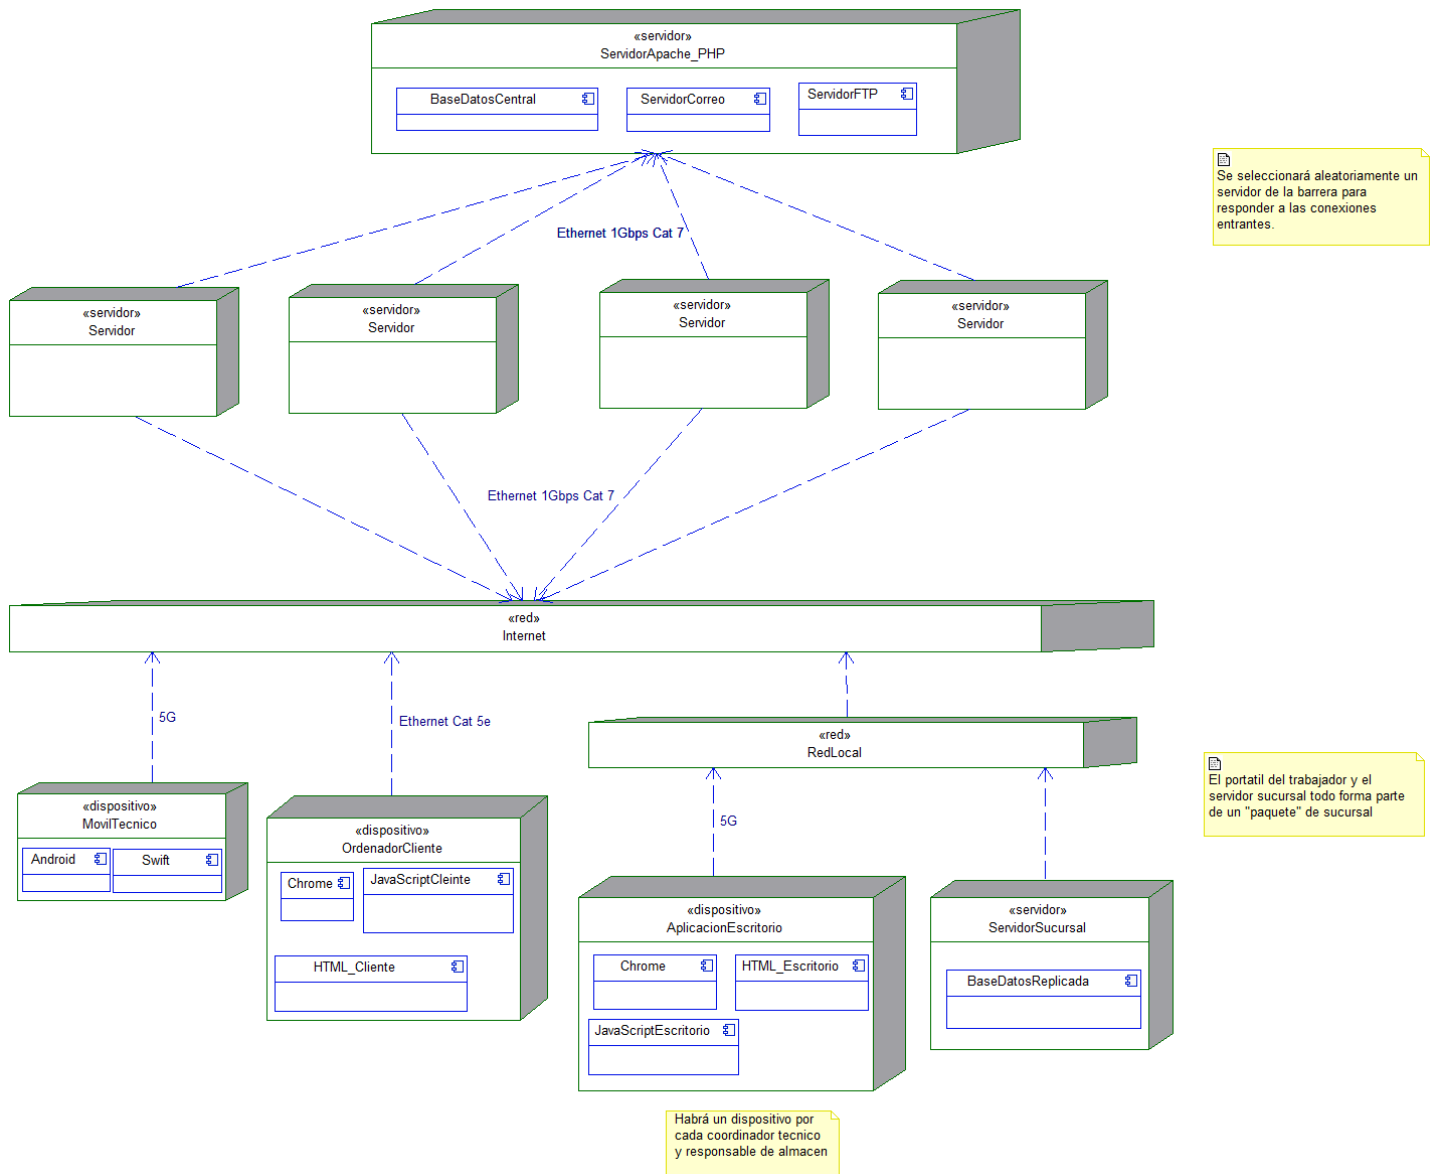 «servidor»
ServidorApache_PHP
BaseDatosCentral
ServidorCorreo
ServidorFTP
Se seleccionará aleatoriamente un
servidor de la barrera para
responder a las conexiones
entrantes.
Ethernet 1Gbps Cat 7
«servidor»
Servidor
«servidor»
Servidor
«servidor»
Servidor
«servidor»
Servidor
Ethernet 1Gbps Cat 7
«red»
Internet
5G
Ethernet Cat 5e
«red»
RedLocal
El portatil del trabajador y el
servidor sucursal todo forma parte
de un "paquete" de sucursal
«dispositivo»
MovilTecnico
Android
Swift
«dispositivo»
OrdenadorCliente
Chrome
JavaScriptCleinte
HTML_Cliente
5G
«dispositivo»
AplicacionEscritorio
Chrome
HTML_Escritorio
JavaScriptEscritorio
«servidor»
ServidorSucursal
BaseDatosReplicada
Habrá un dispositivo por
cada coordinador tecnico
y responsable de almacen